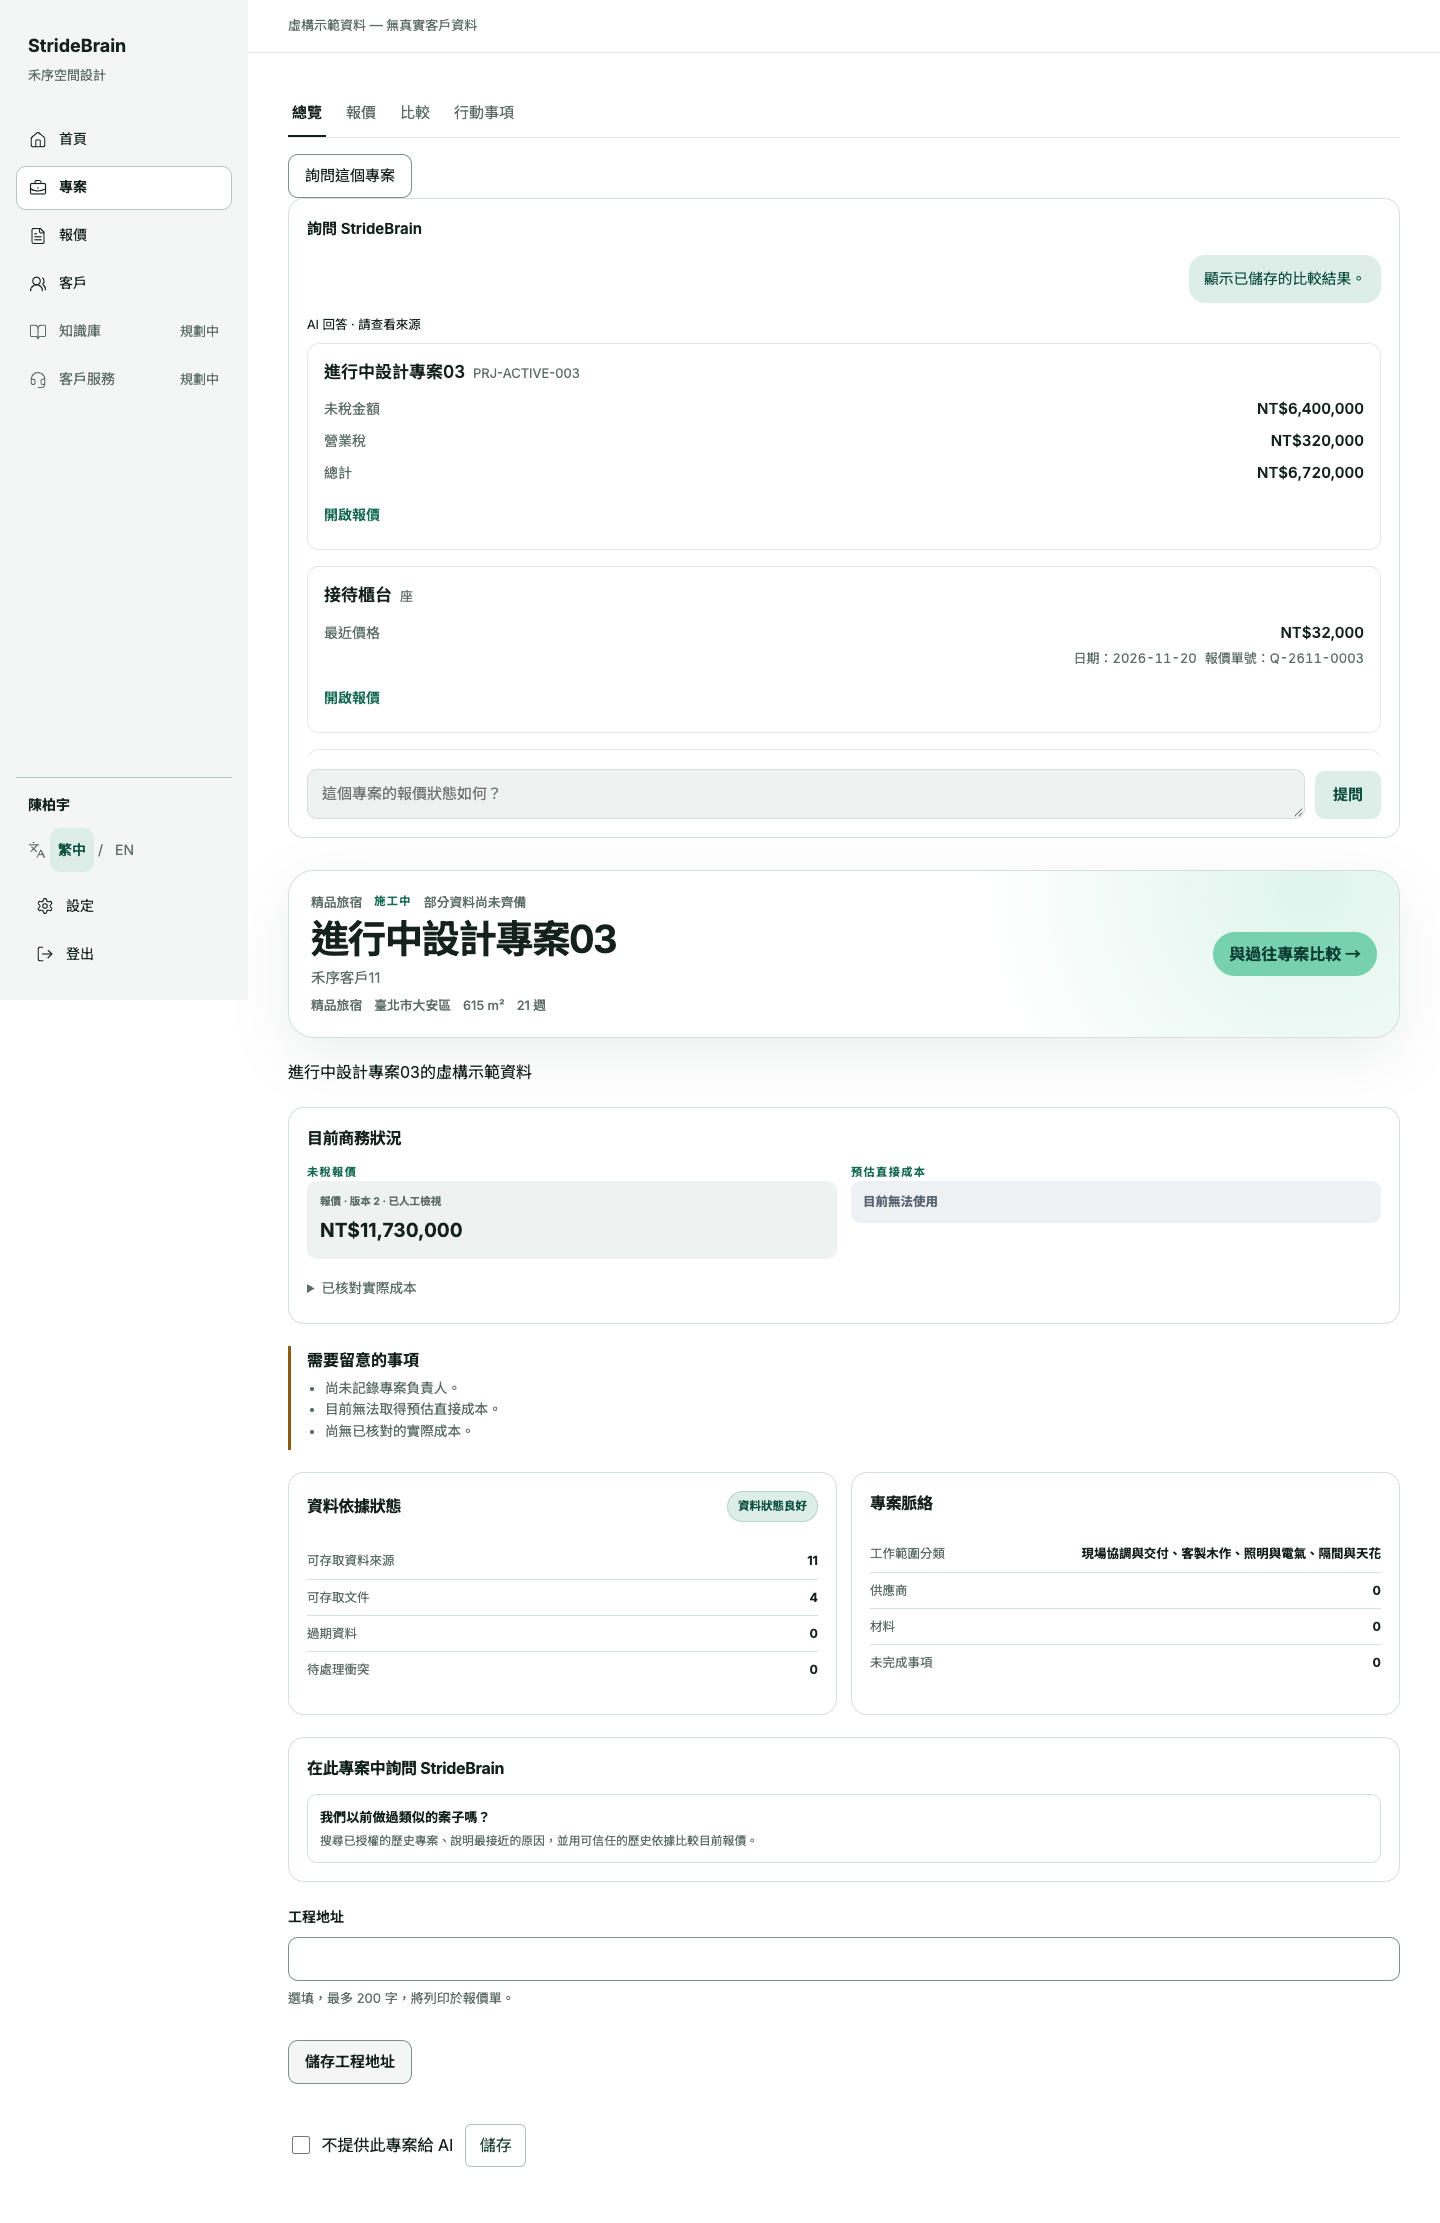 StrideBrain
禾序空間設計
首頁
專案
報價
客戶
知識庫 規劃中
客戶服務 規劃中
陳柏宇
繁中 / EN
設定
登出
虛構示範資料 — 無真實客戶資料
總覽 報價 比較 行動事項
詢問這個專案
詢問 StrideBrain
顯示已儲存的比較結果。
AI 回答 · 請查看來源
進行中設計專案03 PRJ-ACTIVE-003
未稅金額 NT$6,400,000
營業稅 NT$320,000
總計 NT$6,720,000
開啟報價
接待櫃台 座
最近價格 NT$32,000
日期：2026-11-20 報價單號：Q-2611-0003
開啟報價
這個專案的報價狀態如何？
提問
精品旅宿 施工中 部分資料尚未齊備
進行中設計專案03
禾序客戶11
精品旅宿 臺北市大安區 615 m² 21 週
與過往專案比較 →
進行中設計專案03的虛構示範資料
目前商務狀況
未稅報價
報價 · 版本 2 · 已人工檢視
NT$11,730,000
預估直接成本
目前無法使用
▶ 已核對實際成本
需要留意的事項
• 尚未記錄專案負責人。
• 目前無法取得預估直接成本。
• 尚無已核對的實際成本。
資料依據狀態 資料狀態良好
可存取資料來源 11
可存取文件 4
過期資料 0
待處理衝突 0
專案脈絡
工作範圍分類 現場協調與交付、客製木作、照明與電氣、隔間與天花
供應商 0
材料 0
未完成事項 0
在此專案中詢問 StrideBrain
我們以前做過類似的案子嗎？
搜尋已授權的歷史專案、說明最接近的原因，並用可信任的歷史依據比較目前報價。
工程地址
選填，最多 200 字，將列印於報價單。
儲存工程地址
不提供此專案給 AI 儲存